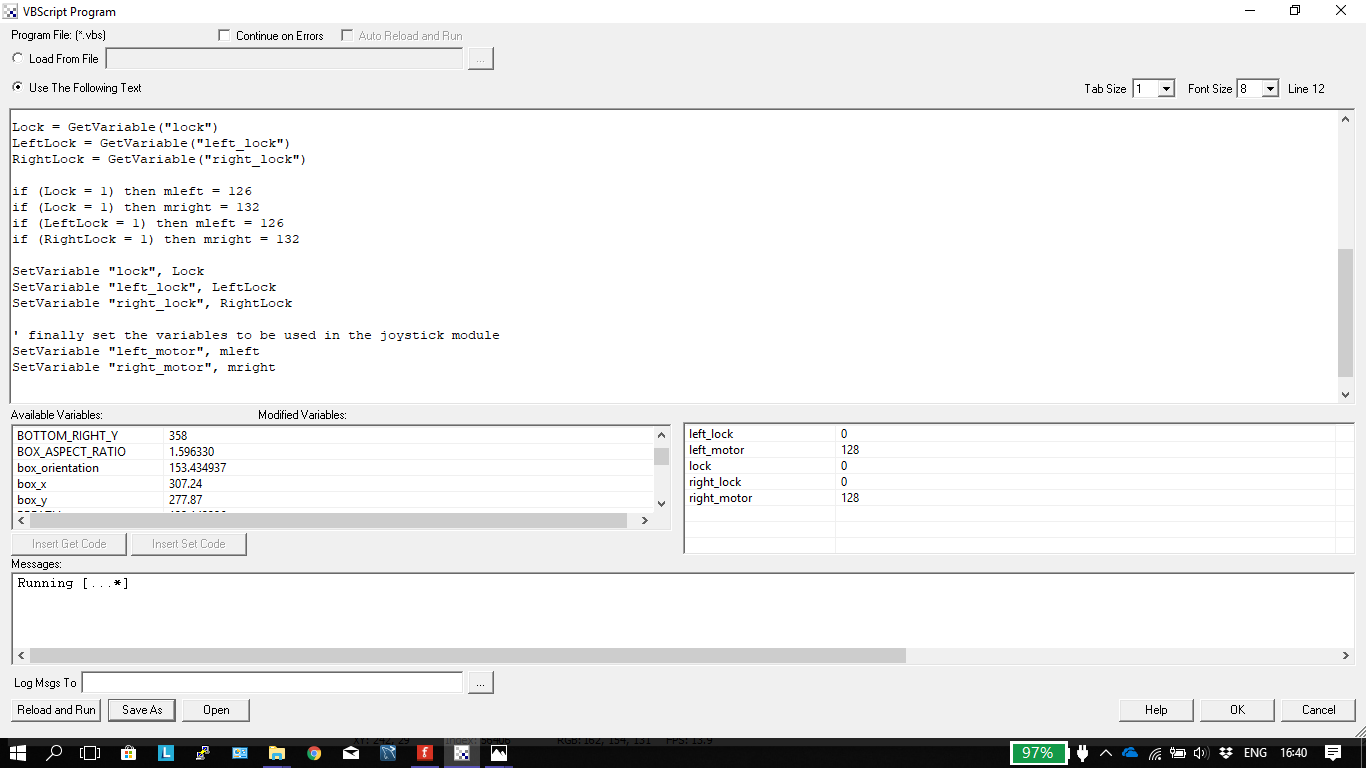 VBScript Program
Program File: (*.vbs)
Continue on Errors
Auto Reload and Run
Load From File
...
Use The Following Text
Tab Size 1
Font Size 8
Line 12
Lock = GetVariable("lock")
LeftLock = GetVariable("left_lock")
RightLock = GetVariable("right_lock")
if (Lock = 1) then mleft = 126
if (Lock = 1) then mright = 132
if (LeftLock = 1) then mleft = 126
if (RightLock = 1) then mright = 132
SetVariable "lock", Lock
SetVariable "left_lock", LeftLock
SetVariable "right_lock", RightLock
' finally set the variables to be used in the joystick module
SetVariable "left_motor", mleft
SetVariable "right_motor", mright
Available Variables:
Modified Variables:
BOTTOM_RIGHT_Y 358
BOX_ASPECT_RATIO 1.596330
box_orientation 153.434937
box_x 307.24
box_y 277.87
left_lock 0
left_motor 128
lock 0
right_lock 0
right_motor 128
Insert Get Code
Insert Set Code
Messages:
Running [...*]
Log Msgs To
...
Reload and Run
Save As
Open
Help
OK
Cancel
97%
ENG
16:40